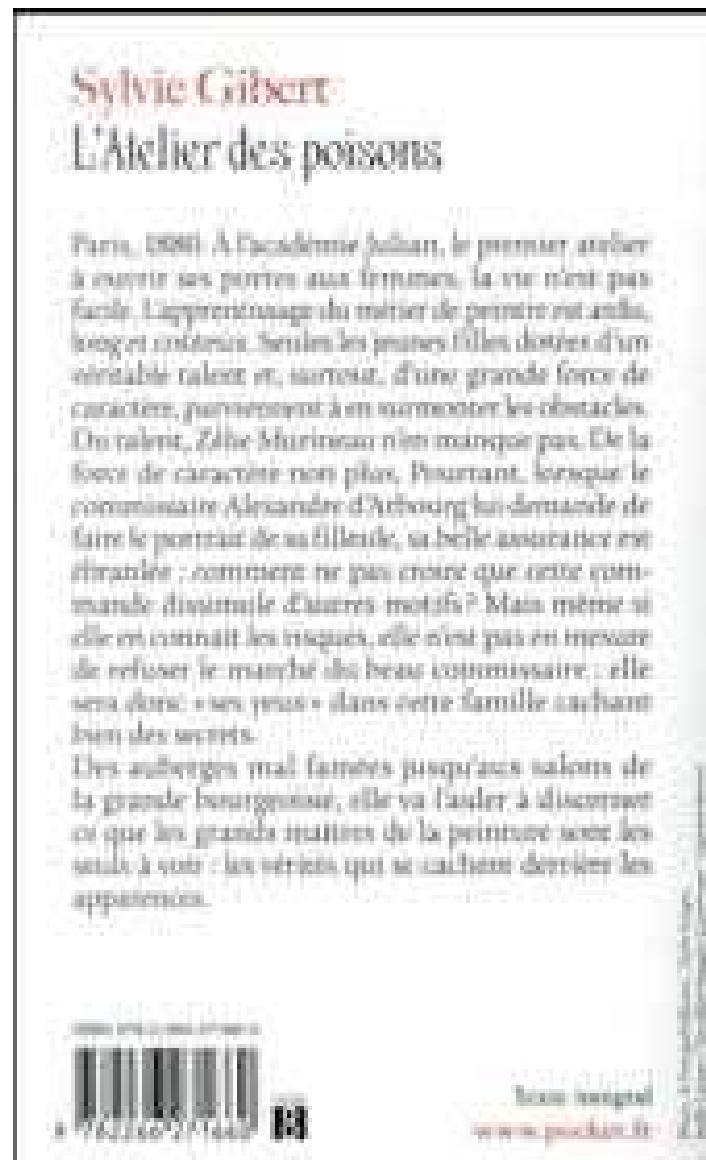 Sylvie Gibert
L'Atelier des poisons
Paris, 1880. À l'académie Julian, le premier atelier
à ouvrir ses portes aux femmes, la vie n'est pas
facile. L'apprentissage du métier de peintre est ardu,
long et coûteux. Seules les jeunes filles dotées d'un
véritable talent et, surtout, d'une grande force de
caractère, parviennent à en surmonter les obstacles.
Du talent, Zélie Murineau n'en manque pas. De la
force de caractère non plus. Pourtant, lorsque le
commissaire Alexandre d'Arbourg lui demande de
faire le portrait de sa filleule, sa belle assurance est
ébranlée : comment ne pas croire que cette com-
mande dissimule d'autres motifs ? Mais même si
elle en connaît les risques, elle n'est pas en mesure
de refuser le marché du beau commissaire : elle
sera donc « ses yeux » dans cette famille cachant
bien des secrets.
Des auberges mal famées jusqu'aux salons de
la grande bourgeoisie, elle va l'aider à discerner
ce que les grands maîtres de la peinture sont les
seuls à voir : les vérités qui se cachent derrière les
apparences.
Texte intégral
www.pocket.fr